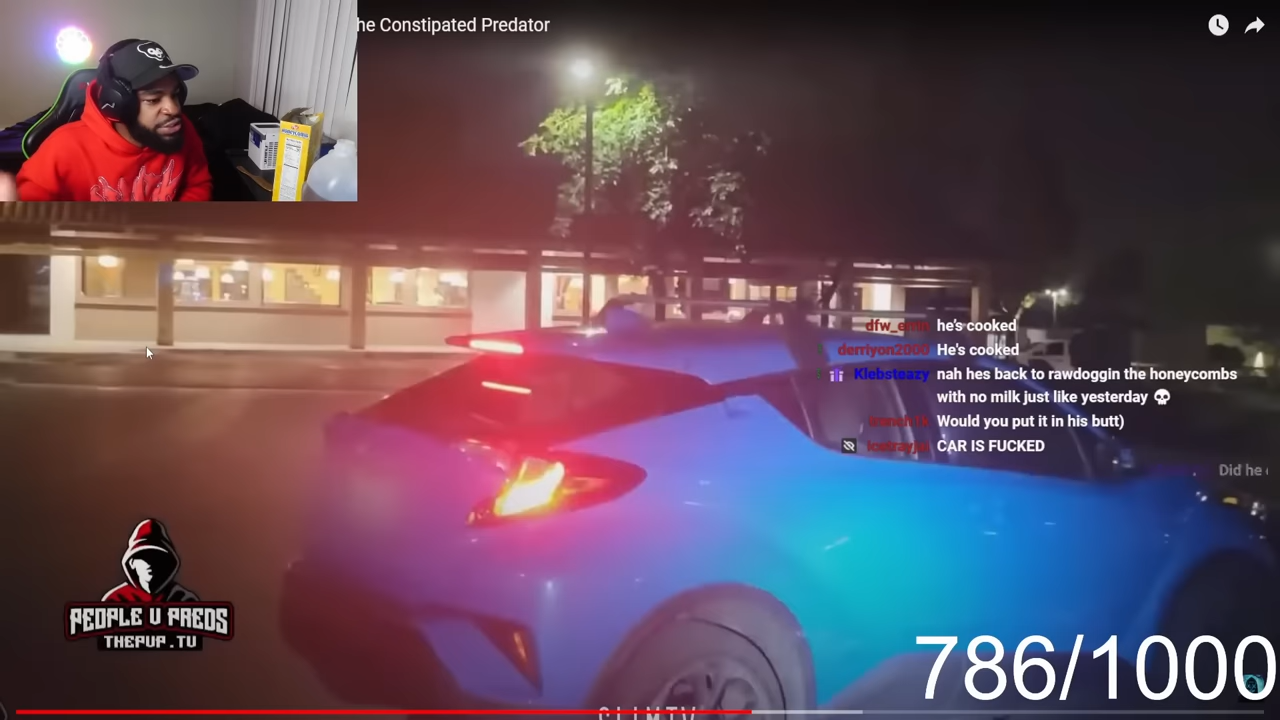 he Constipated Predator
he's cooked
derriyon2000 He's cooked
Klebsteazy nah hes back to rawdoggin the honeycombs
with no milk just like yesterday 💀
Would you put it in his butt)
CAR IS FUCKED
Did he
PEOPLE V PREDS
THEPVP.TV
786/1000